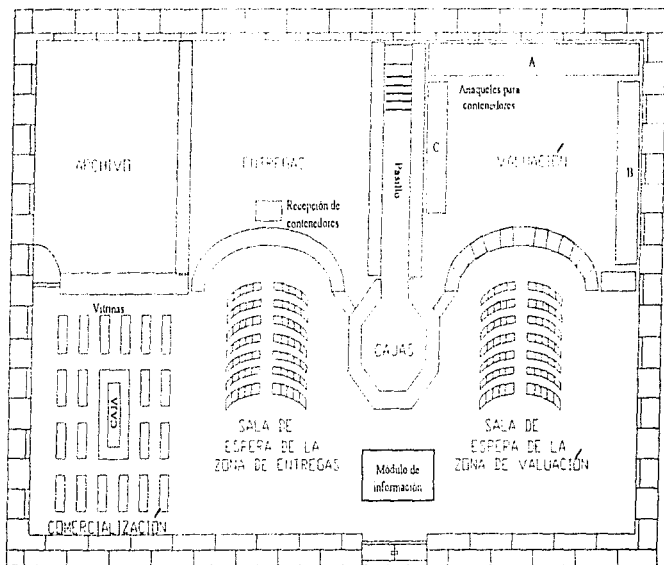 A
Anaqueles para
contenedores
ARCHIVO
ENTREGAS
Pasillo
C
VALUACIÓN
B
Recepción de
contenedores
Vitrinas
CAJAS
SALA DE
ESPERA DE LA
ZONA DE ENTREGAS
SALA DE
ESPERA DE LA
ZONA DE VALUACIÓN
Módulo de
información
COMERCIALIZACIÓN